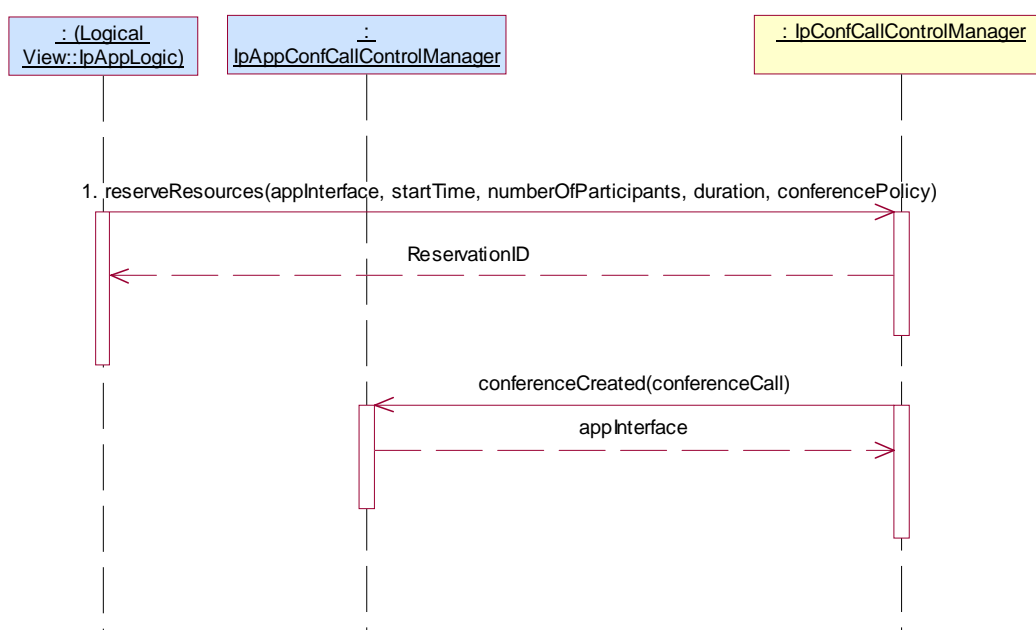 : (Logical
View::IpAppLogic)
:
IpAppConfCallControlManager
: IpConfCallControlManager
1. reserveResources(appInterface, startTime, numberOfParticipants, duration, conferencePolicy)
ReservationID
conferenceCreated(conferenceCall)
appInterface